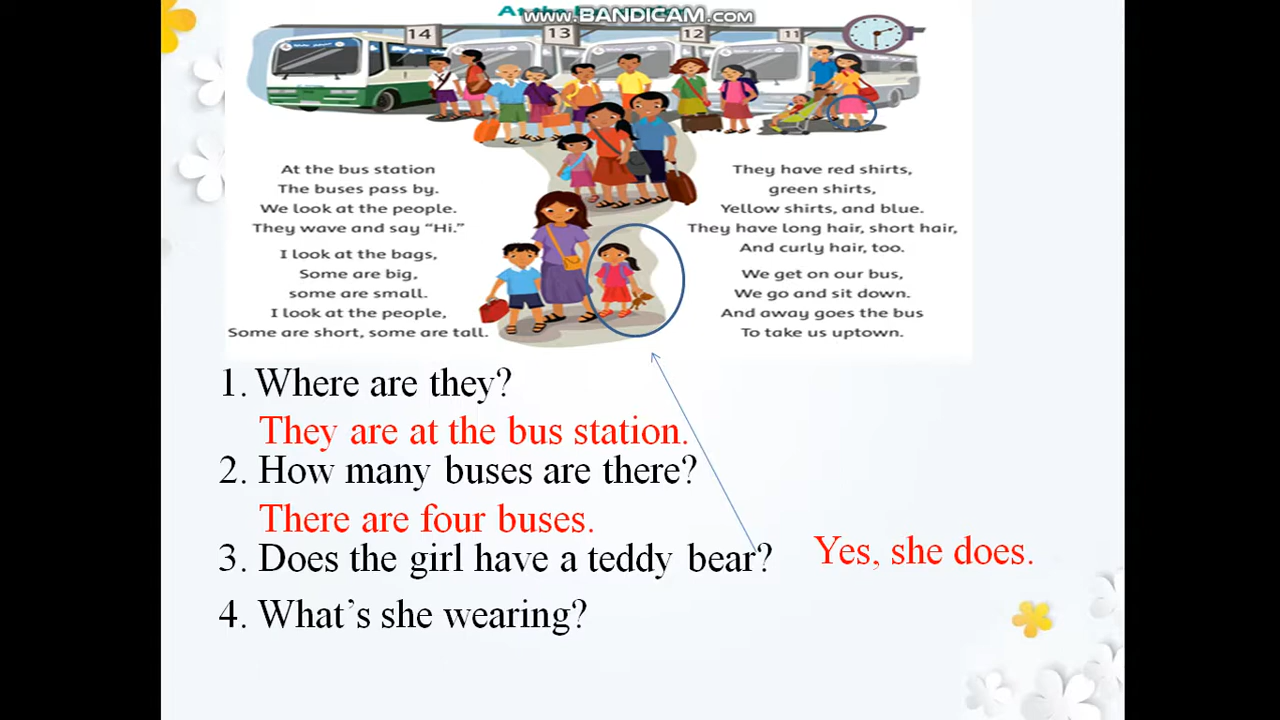 At the
www.BANDICAM.com
14
13
12
11
At the bus station
The buses pass by.
We look at the people.
They wave and say “Hi.”
I look at the bags,
Some are big,
some are small.
I look at the people,
Some are short, some are tall.
They have red shirts,
green shirts,
Yellow shirts, and blue.
They have long hair, short hair,
And curly hair, too.
We get on our bus,
We go and sit down.
And away goes the bus
To take us uptown.
1. Where are they?
They are at the bus station.
2. How many buses are there?
There are four buses.
3. Does the girl have a teddy bear?
Yes, she does.
4. What’s she wearing?